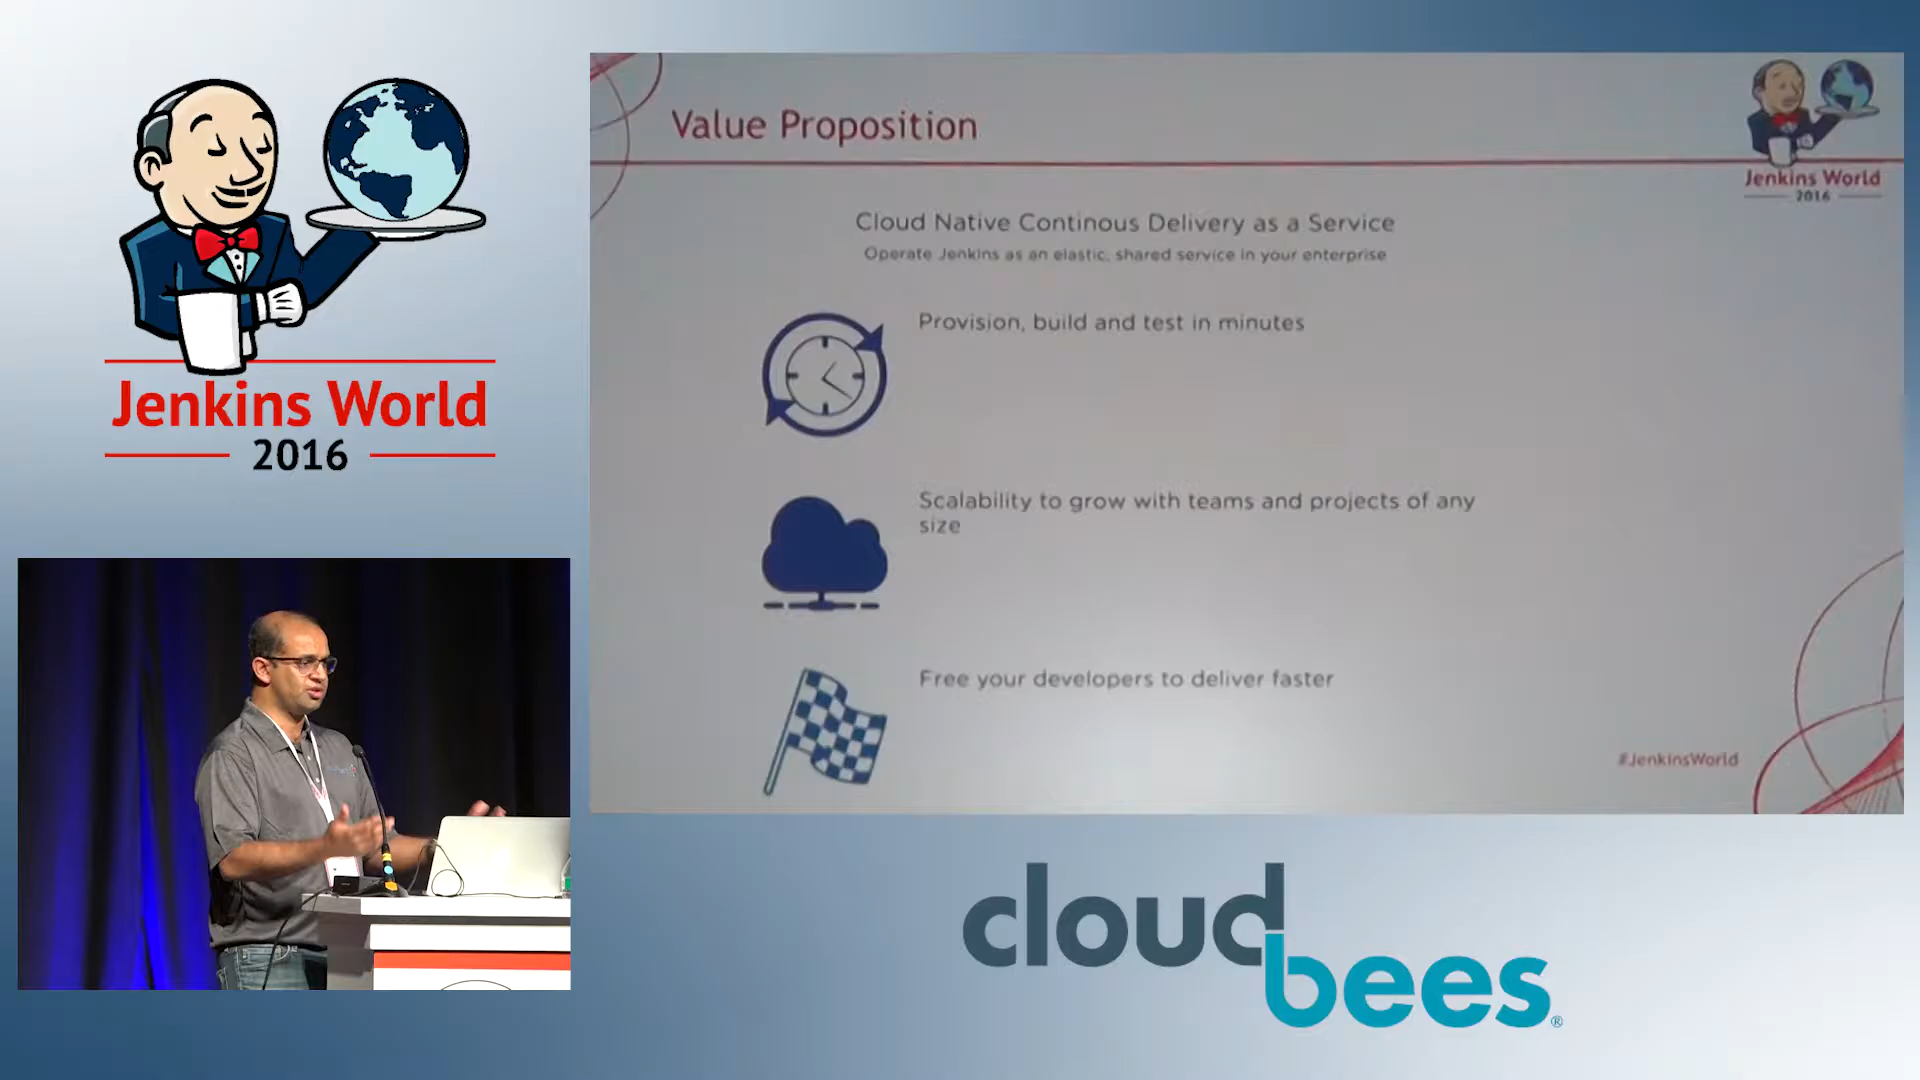 Jenkins World
2016
Value Proposition
Jenkins World
2016
Cloud Native Continous Delivery as a Service
Operate Jenkins as an elastic, shared service in your enterprise
Provision, build and test in minutes
Scalability to grow with teams and projects of any
size
Free your developers to deliver faster
#JenkinsWorld
cloud
bees®